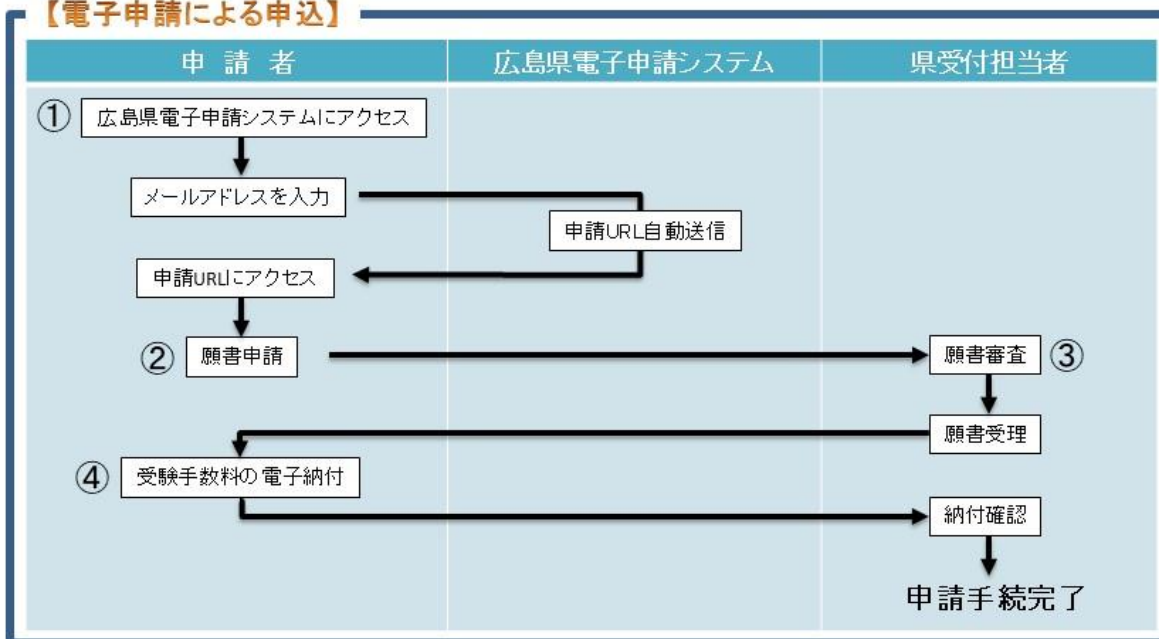 【電子申請による申込】
申請者 広島県電子申請システム 県受付担当者
① 広島県電子申請システムにアクセス
メールアドレスを入力
申請URL自動送信
申請URLにアクセス
② 願書申請
願書審査 ③
願書受理
④ 受験手数料の電子納付
納付確認
申請手続完了